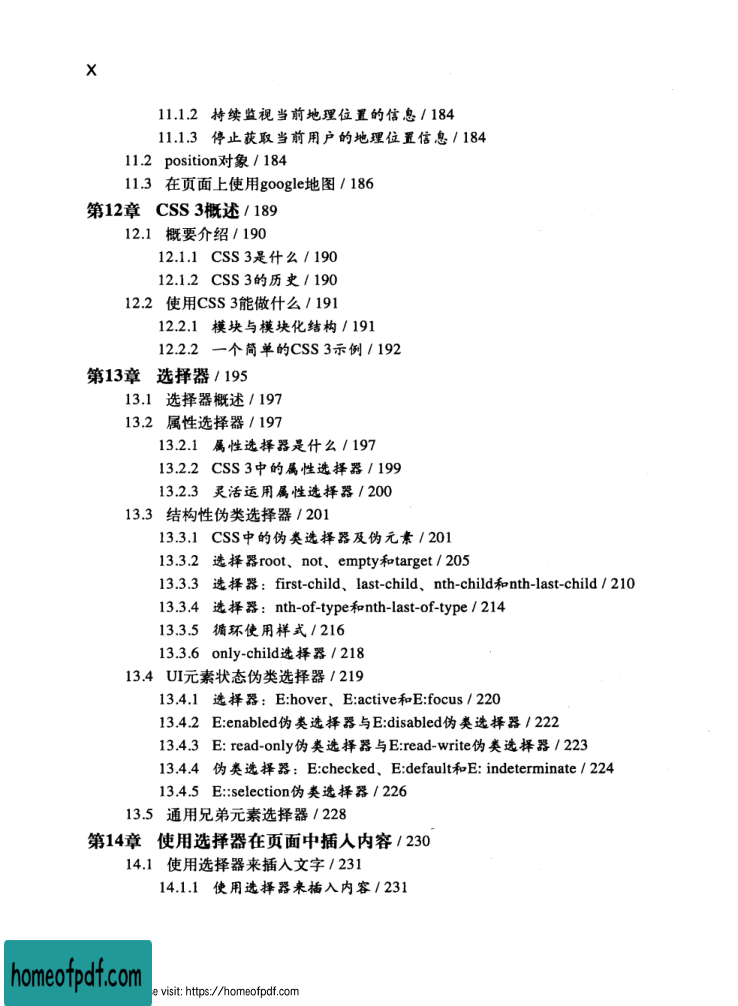 X
11.1.2 持续监视当前地理位置的信息 / 184
11.1.3 停止获取当前用户的地理位置信息 / 184
11.2 position对象 / 184
11.3 在页面上使用google地图 / 186
第12章 CSS 3概述 / 189
12.1 概要介绍 / 190
12.1.1 CSS 3是什么 / 190
12.1.2 CSS 3的历史 / 190
12.2 使用CSS 3能做什么 / 191
12.2.1 模块与模块化结构 / 191
12.2.2 一个简单的CSS 3示例 / 192
第13章 选择器 / 195
13.1 选择器概述 / 197
13.2 属性选择器 / 197
13.2.1 属性选择器是什么 / 197
13.2.2 CSS 3中的属性选择器 / 199
13.2.3 灵活运用属性选择器 / 200
13.3 结构性伪类选择器 / 201
13.3.1 CSS中的伪类选择器及伪元素 / 201
13.3.2 选择器root、not、empty和target / 205
13.3.3 选择器：first-child、last-child、nth-child和nth-last-child / 210
13.3.4 选择器：nth-of-type和nth-last-of-type / 214
13.3.5 循环使用样式 / 216
13.3.6 only-child选择器 / 218
13.4 UI元素状态伪类选择器 / 219
13.4.1 选择器：E:hover、E:active和E:focus / 220
13.4.2 E:enabled伪类选择器与E:disabled伪类选择器 / 222
13.4.3 E: read-only伪类选择器与E:read-write伪类选择器 / 223
13.4.4 伪类选择器：E:checked、E:default和E: indeterminate / 224
13.4.5 E::selection伪类选择器 / 226
13.5 通用兄弟元素选择器 / 228
第14章 使用选择器在页面中插入内容 / 230
14.1 使用选择器来插入文字 / 231
14.1.1 使用选择器来插入内容 / 231
homeofpdf.com
visit: https://homeofpdf.com